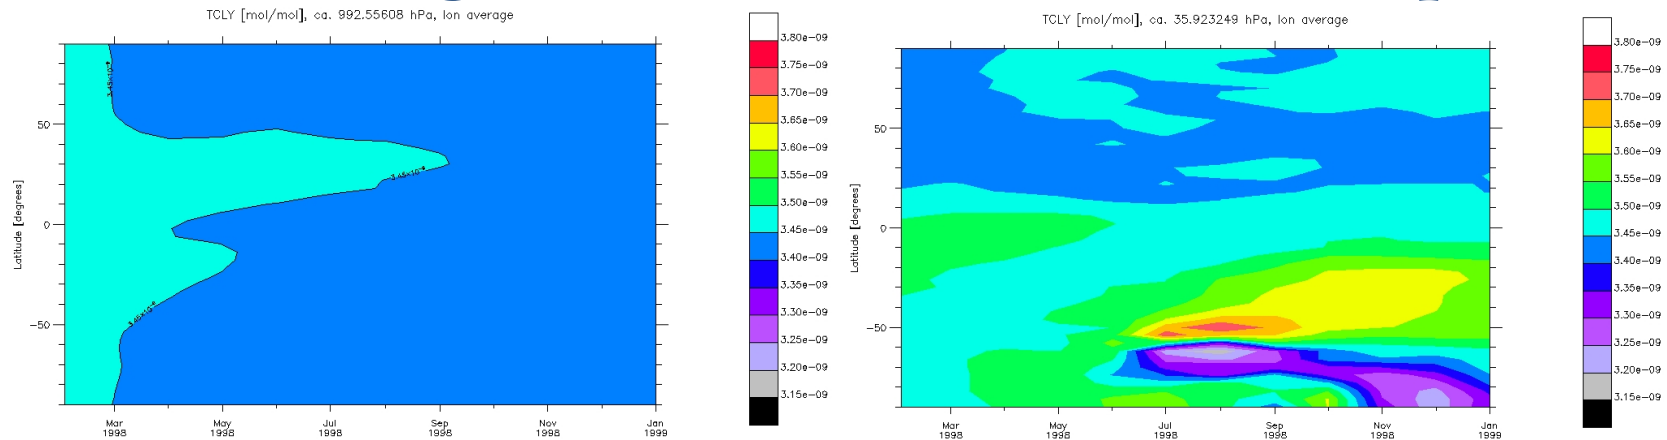 TCLY [mol/mol], ca. 992.55608 hPa, lon average
Latitude [degrees]
50
0
-50
Mar
1998
May
1998
Jul
1998
Sep
1998
Nov
1998
Jan
1999
3.80e-09
3.75e-09
3.70e-09
3.65e-09
3.60e-09
3.55e-09
3.50e-09
3.45e-09
3.40e-09
3.35e-09
3.30e-09
3.25e-09
3.20e-09
3.15e-09
TCLY [mol/mol], ca. 35.923249 hPa, lon average
Latitude [degrees]
50
0
-50
Mar
1998
May
1998
Jul
1998
Sep
1998
Nov
1998
Jan
1999
3.80e-09
3.75e-09
3.70e-09
3.65e-09
3.60e-09
3.55e-09
3.50e-09
3.45e-09
3.40e-09
3.35e-09
3.30e-09
3.25e-09
3.20e-09
3.15e-09